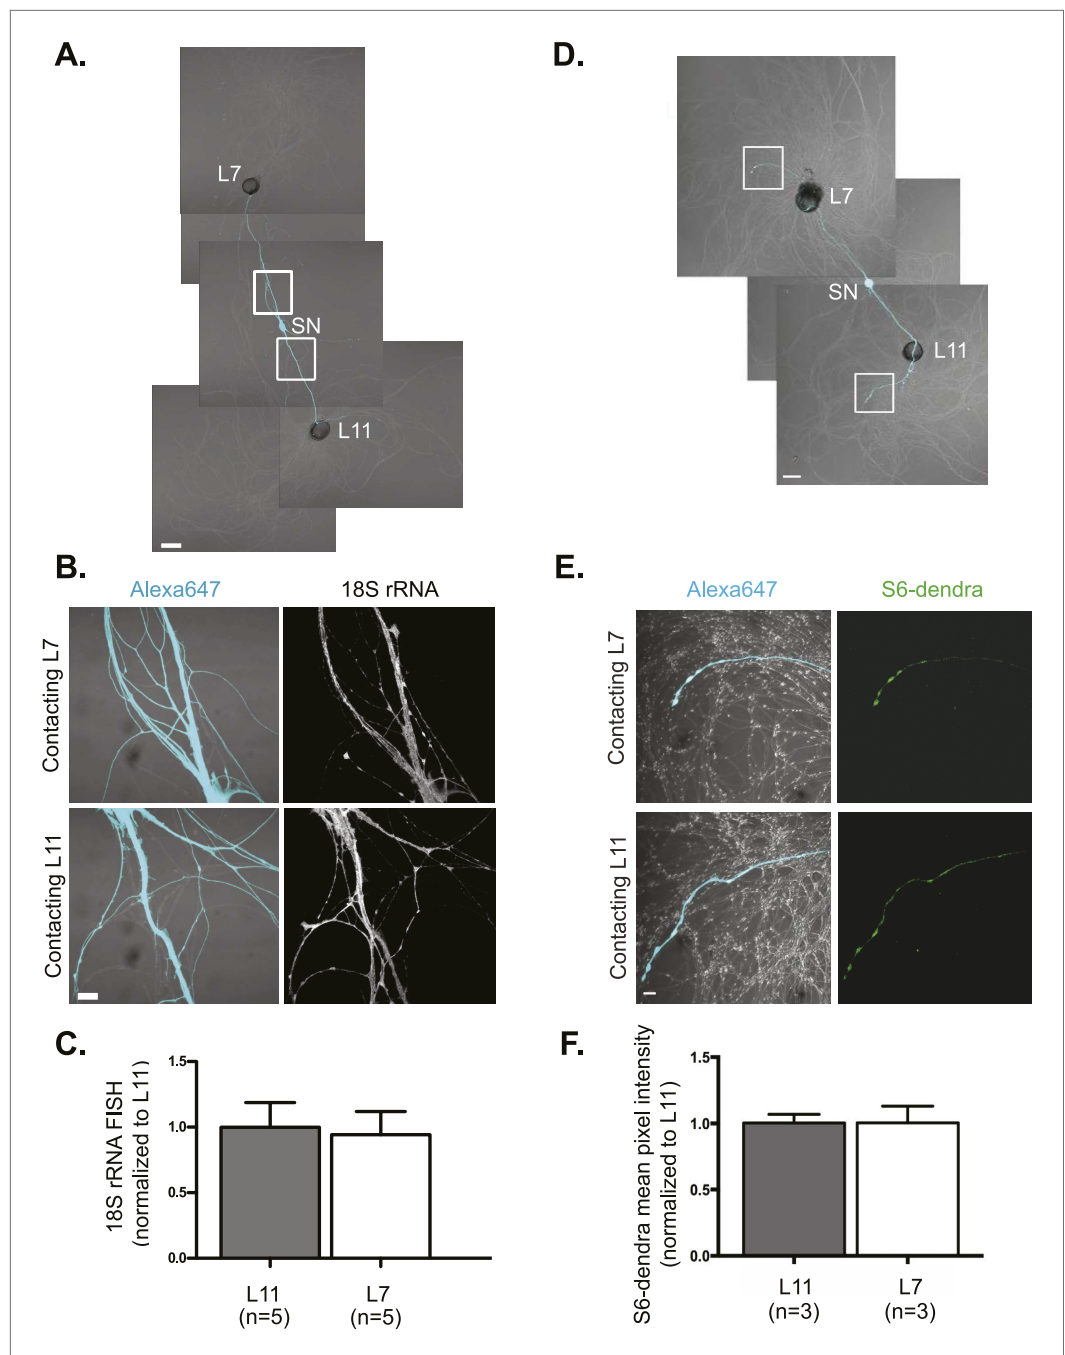 A.
L7
SN
L11
B.
Alexa647
18S rRNA
Contacting L7
Contacting L11
C.
18S rRNA FISH
(normalized to L11)
1.5
1.0
0.5
0.0
L11
(n=5)
L7
(n=5)
D.
L7
SN
L11
E.
Alexa647
S6-dendra
Contacting L7
Contacting L11
F.
S6-dendra mean pixel intensity
(normalized to L11)
1.5
1.0
0.5
0.0
L11
(n=3)
L7
(n=3)